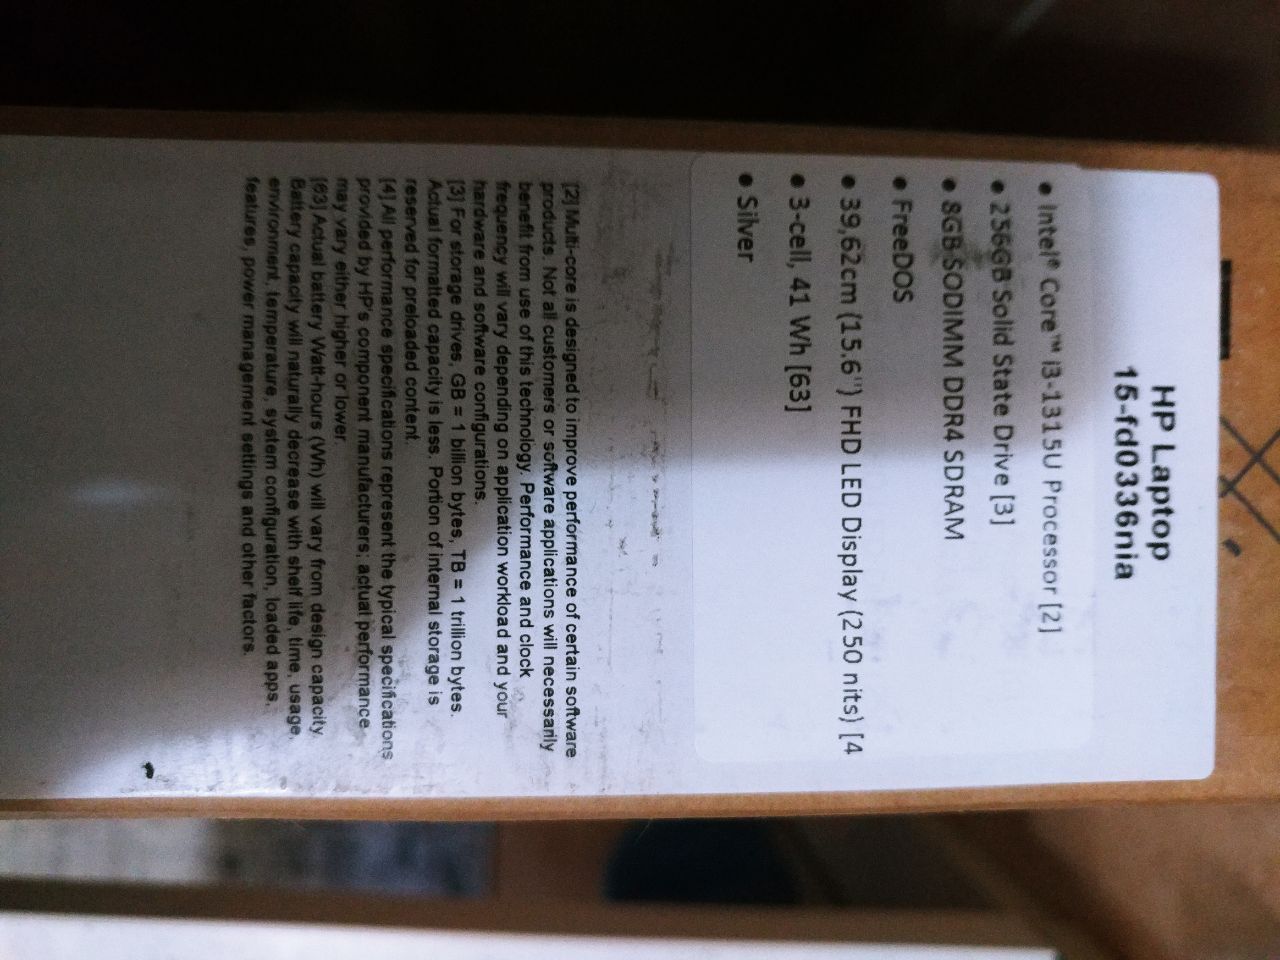 HP Laptop
15-fd0336nia
• Intel® Core™ i3-1315U Processor [2]
• 256GB Solid State Drive [3]
• 8GB SODIMM DDR4 SDRAM
• FreeDOS
• 39,62cm (15.6") FHD LED Display (250 nits) [4
• 3-cell, 41 Wh [63]
• Silver
[2] Multi-core is designed to improve performance of certain software
products. Not all customers or software applications will necessarily
benefit from use of this technology. Performance and clock
frequency will vary depending on application workload and your
hardware and software configurations.
[3] For storage drives, GB = 1 billion bytes, TB = 1 trillion bytes.
Actual formatted capacity is less. Portion of internal storage is
reserved for preloaded content.
[4] All performance specifications represent the typical specifications
provided by HP's component manufacturers; actual performance
may vary either higher or lower.
[63] Actual battery Watt-hours (Wh) will vary from design capacity.
Battery capacity will naturally decrease with shelf life, time, usage,
environment, temperature, system configuration, loaded apps,
features, power management settings and other factors.